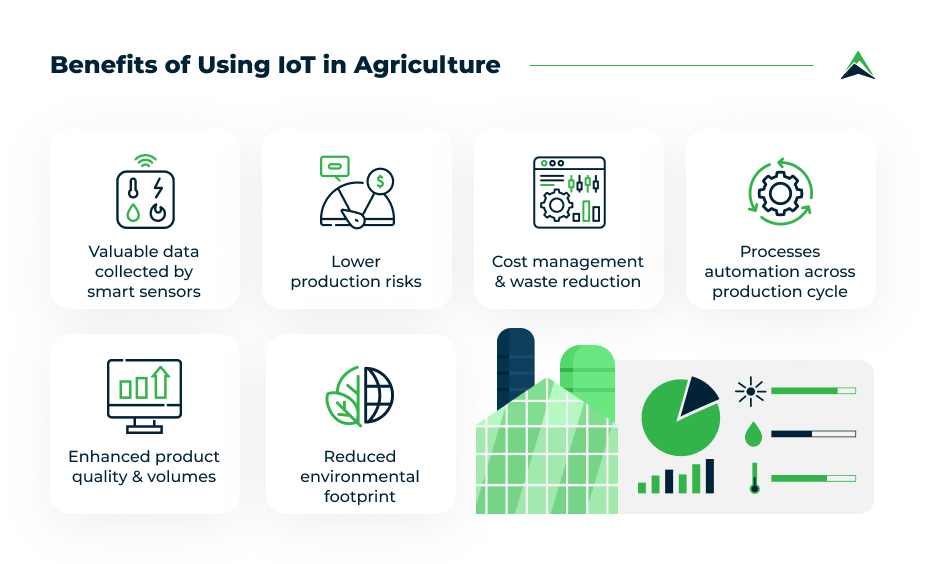 Benefits of Using IoT in Agriculture
Valuable data
collected by
smart sensors
$
Lower
production risks
Cost management
& waste reduction
Processes
automation across
production cycle
Enhanced product
quality & volumes
Reduced
environmental
footprint